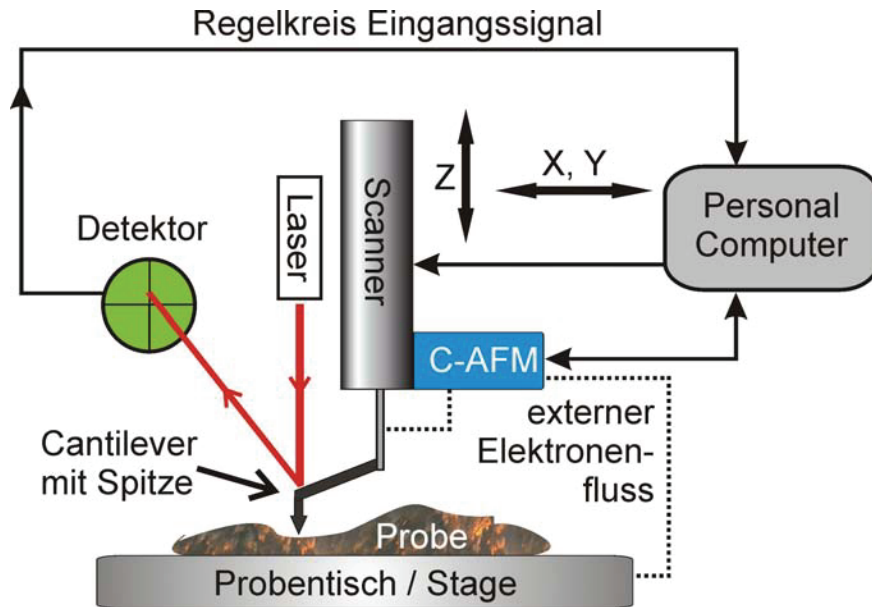 Regelkreis Eingangssignal
Z
X, Y
Scanner
Laser
Detektor
Personal
Computer
C-AFM
externer
Elektronen-
fluss
Cantilever
mit Spitze
Probe
Probentisch / Stage